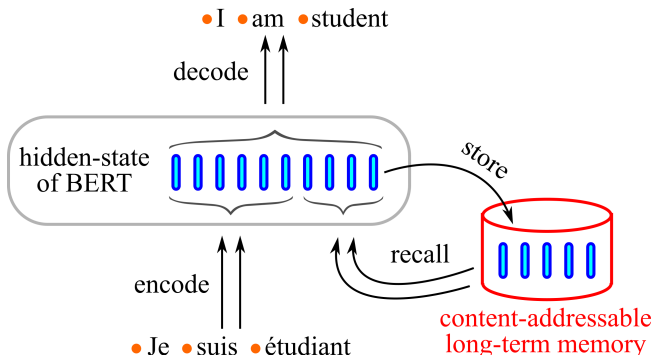 • I • am • student
decode
hidden-state
of BERT
store
recall
encode
• Je • suis • étudiant
content-addressable
long-term memory